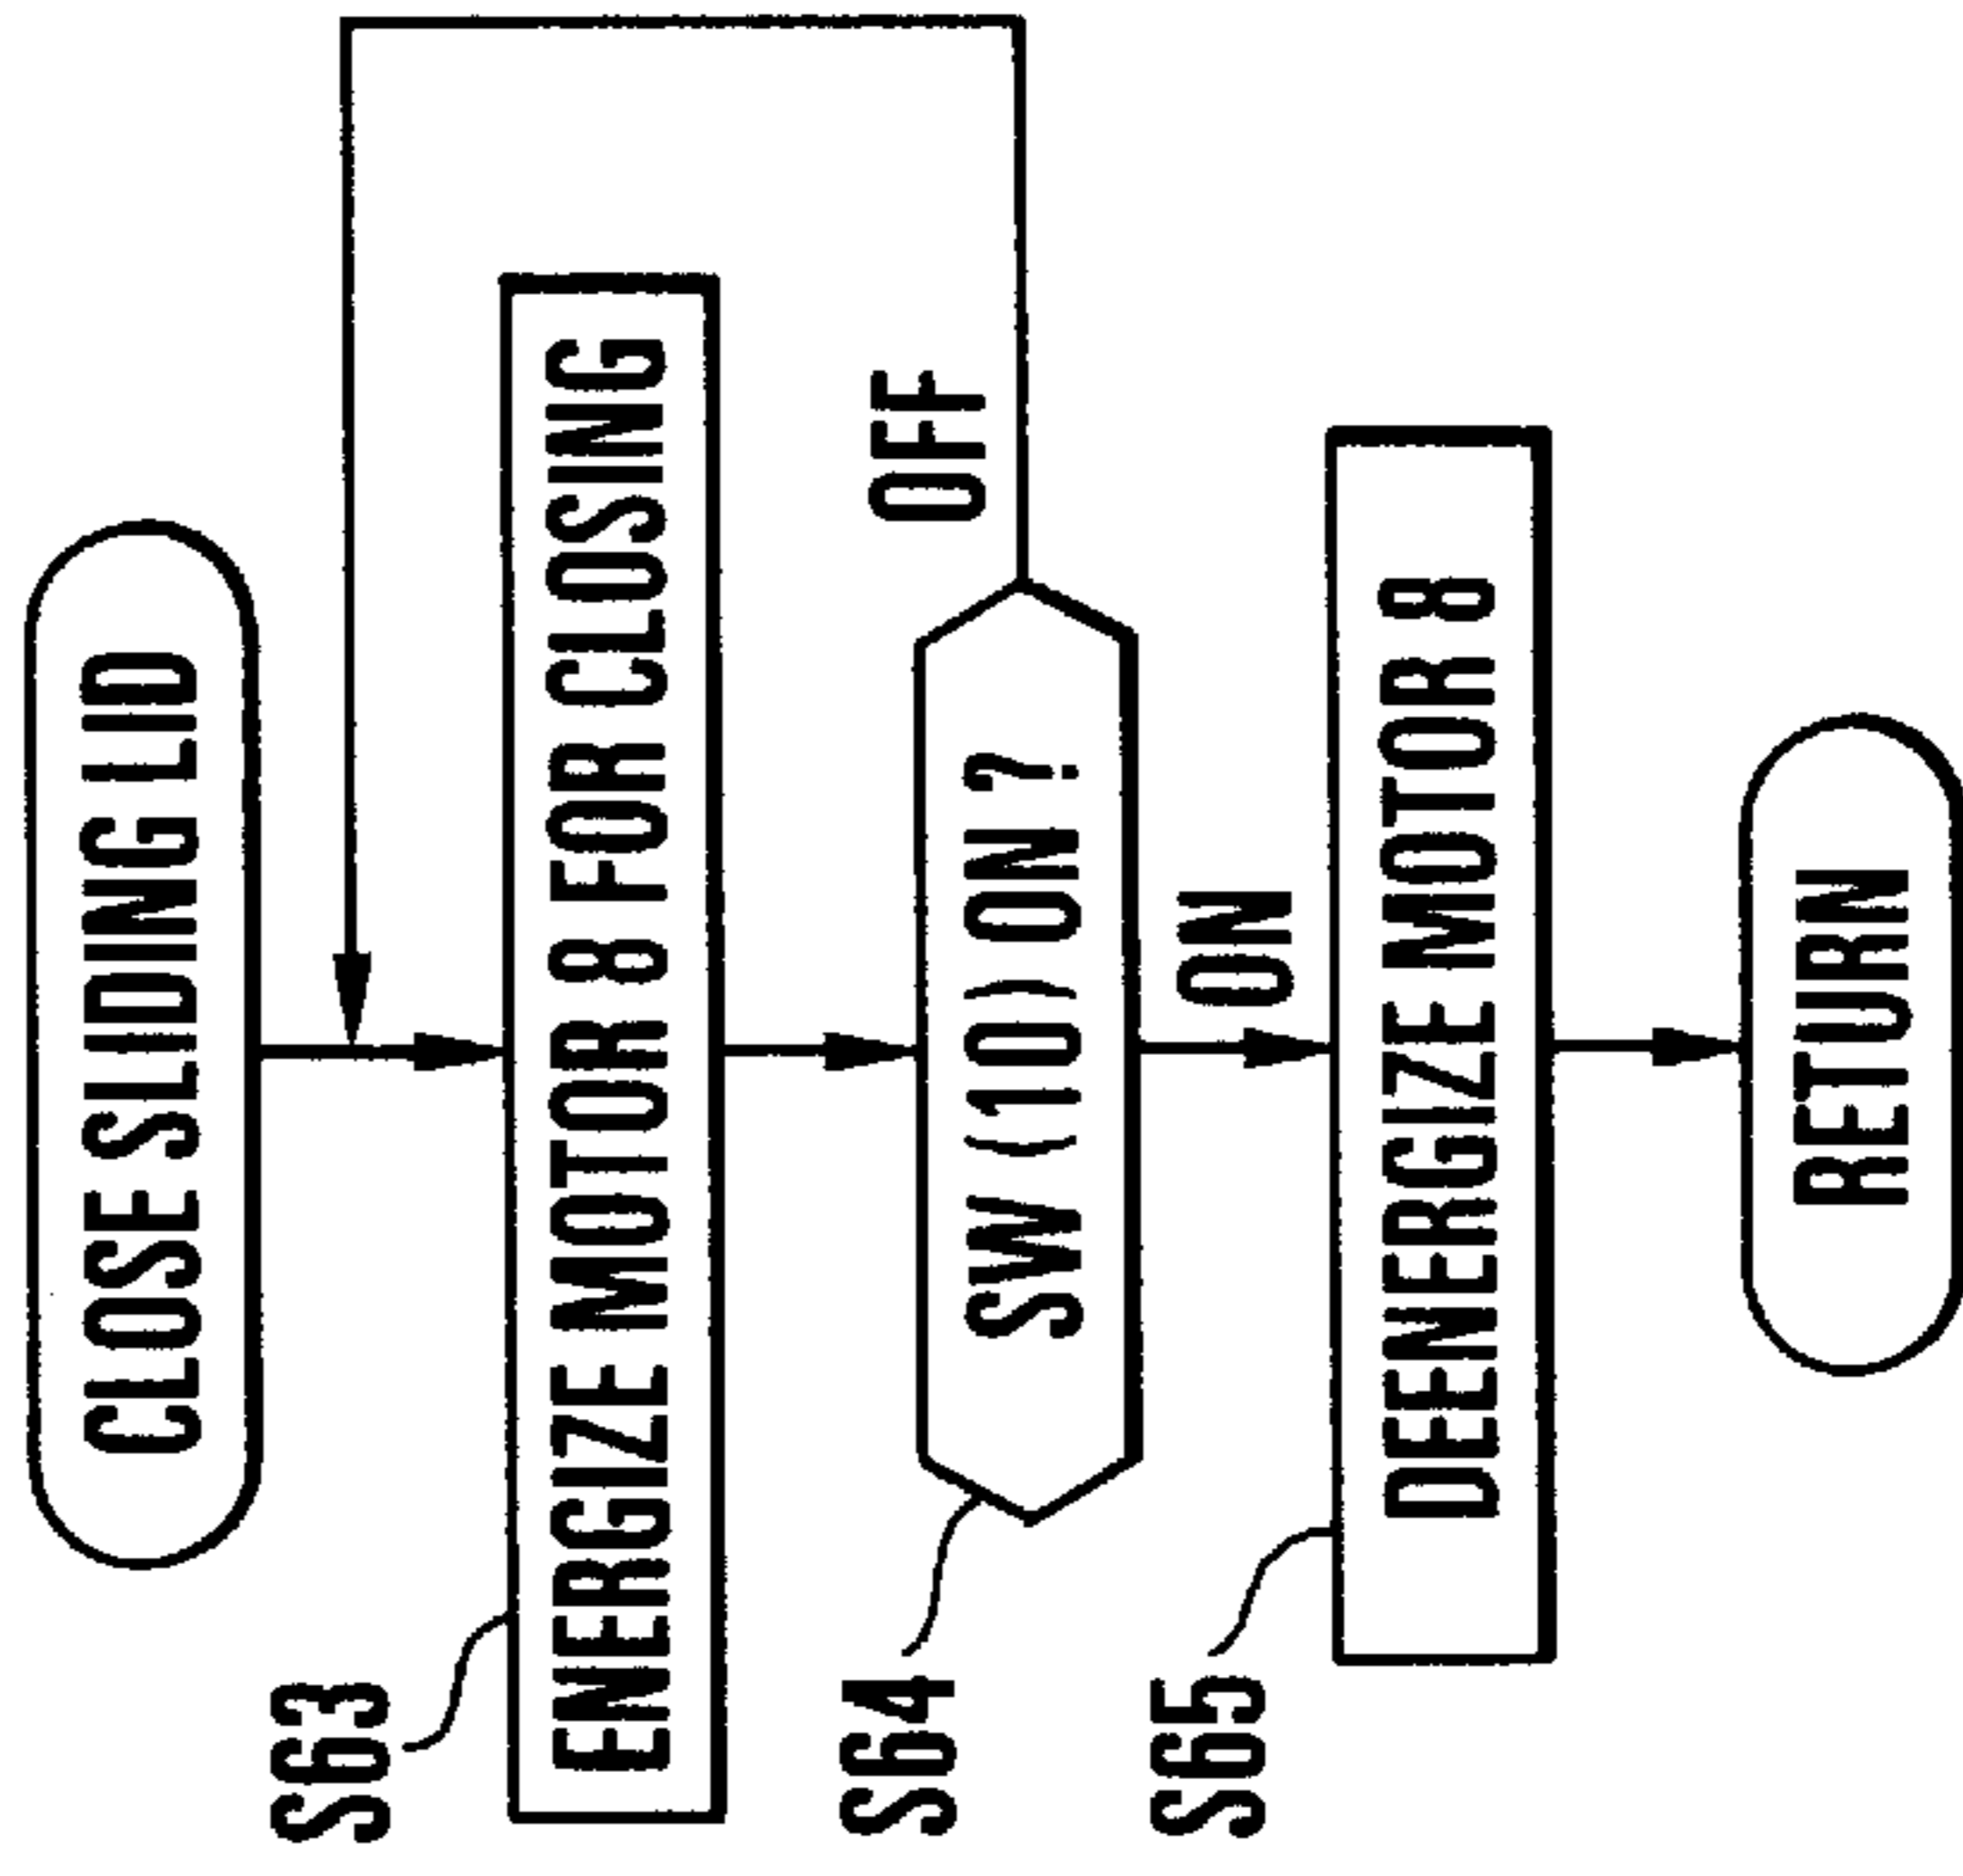 CLOSE SLIDING LID
S63
ENERGIZE MOTOR 8 FOR CLOSING
S64
SW (10) ON ?
OFF
ON
S65
DEENERGIZE MOTOR 8
RETURN